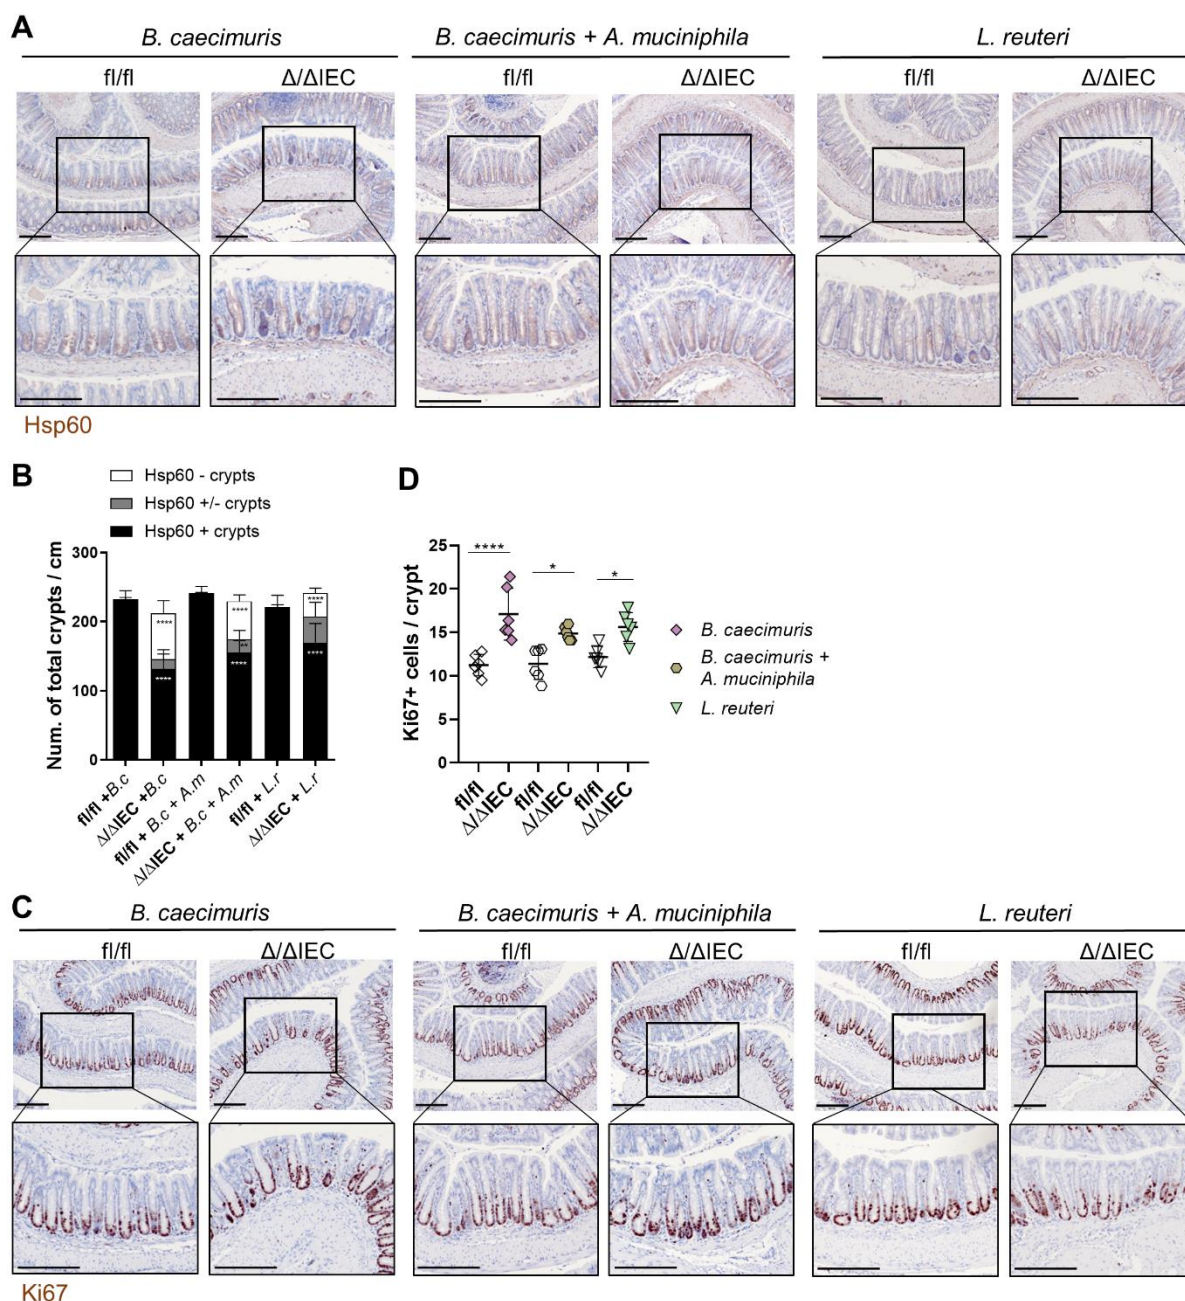 A
B. caecimuris
B. caecimuris + A. muciniphila
L. reuteri
fl/fl
Δ/ΔIEC
fl/fl
Δ/ΔIEC
fl/fl
Δ/ΔIEC
Hsp60
B
Hsp60 - crypts
Hsp60 +/- crypts
Hsp60 + crypts
Num. of total crypts / cm
300
200
100
0
****
****
****
**
****
****
****
fl/fl +B.c
Δ/ΔIEC +B.c
fl/fl + B.c + A.m
Δ/ΔIEC + B.c + A.m
fl/fl + L.r
Δ/ΔIEC + L.r
D
Ki67+ cells / crypt
25
20
15
10
5
0
****
*
*
fl/fl
Δ/ΔIEC
fl/fl
Δ/ΔIEC
fl/fl
Δ/ΔIEC
B. caecimuris
B. caecimuris +
A. muciniphila
L. reuteri
C
B. caecimuris
B. caecimuris + A. muciniphila
L. reuteri
fl/fl
Δ/ΔIEC
fl/fl
Δ/ΔIEC
fl/fl
Δ/ΔIEC
Ki67